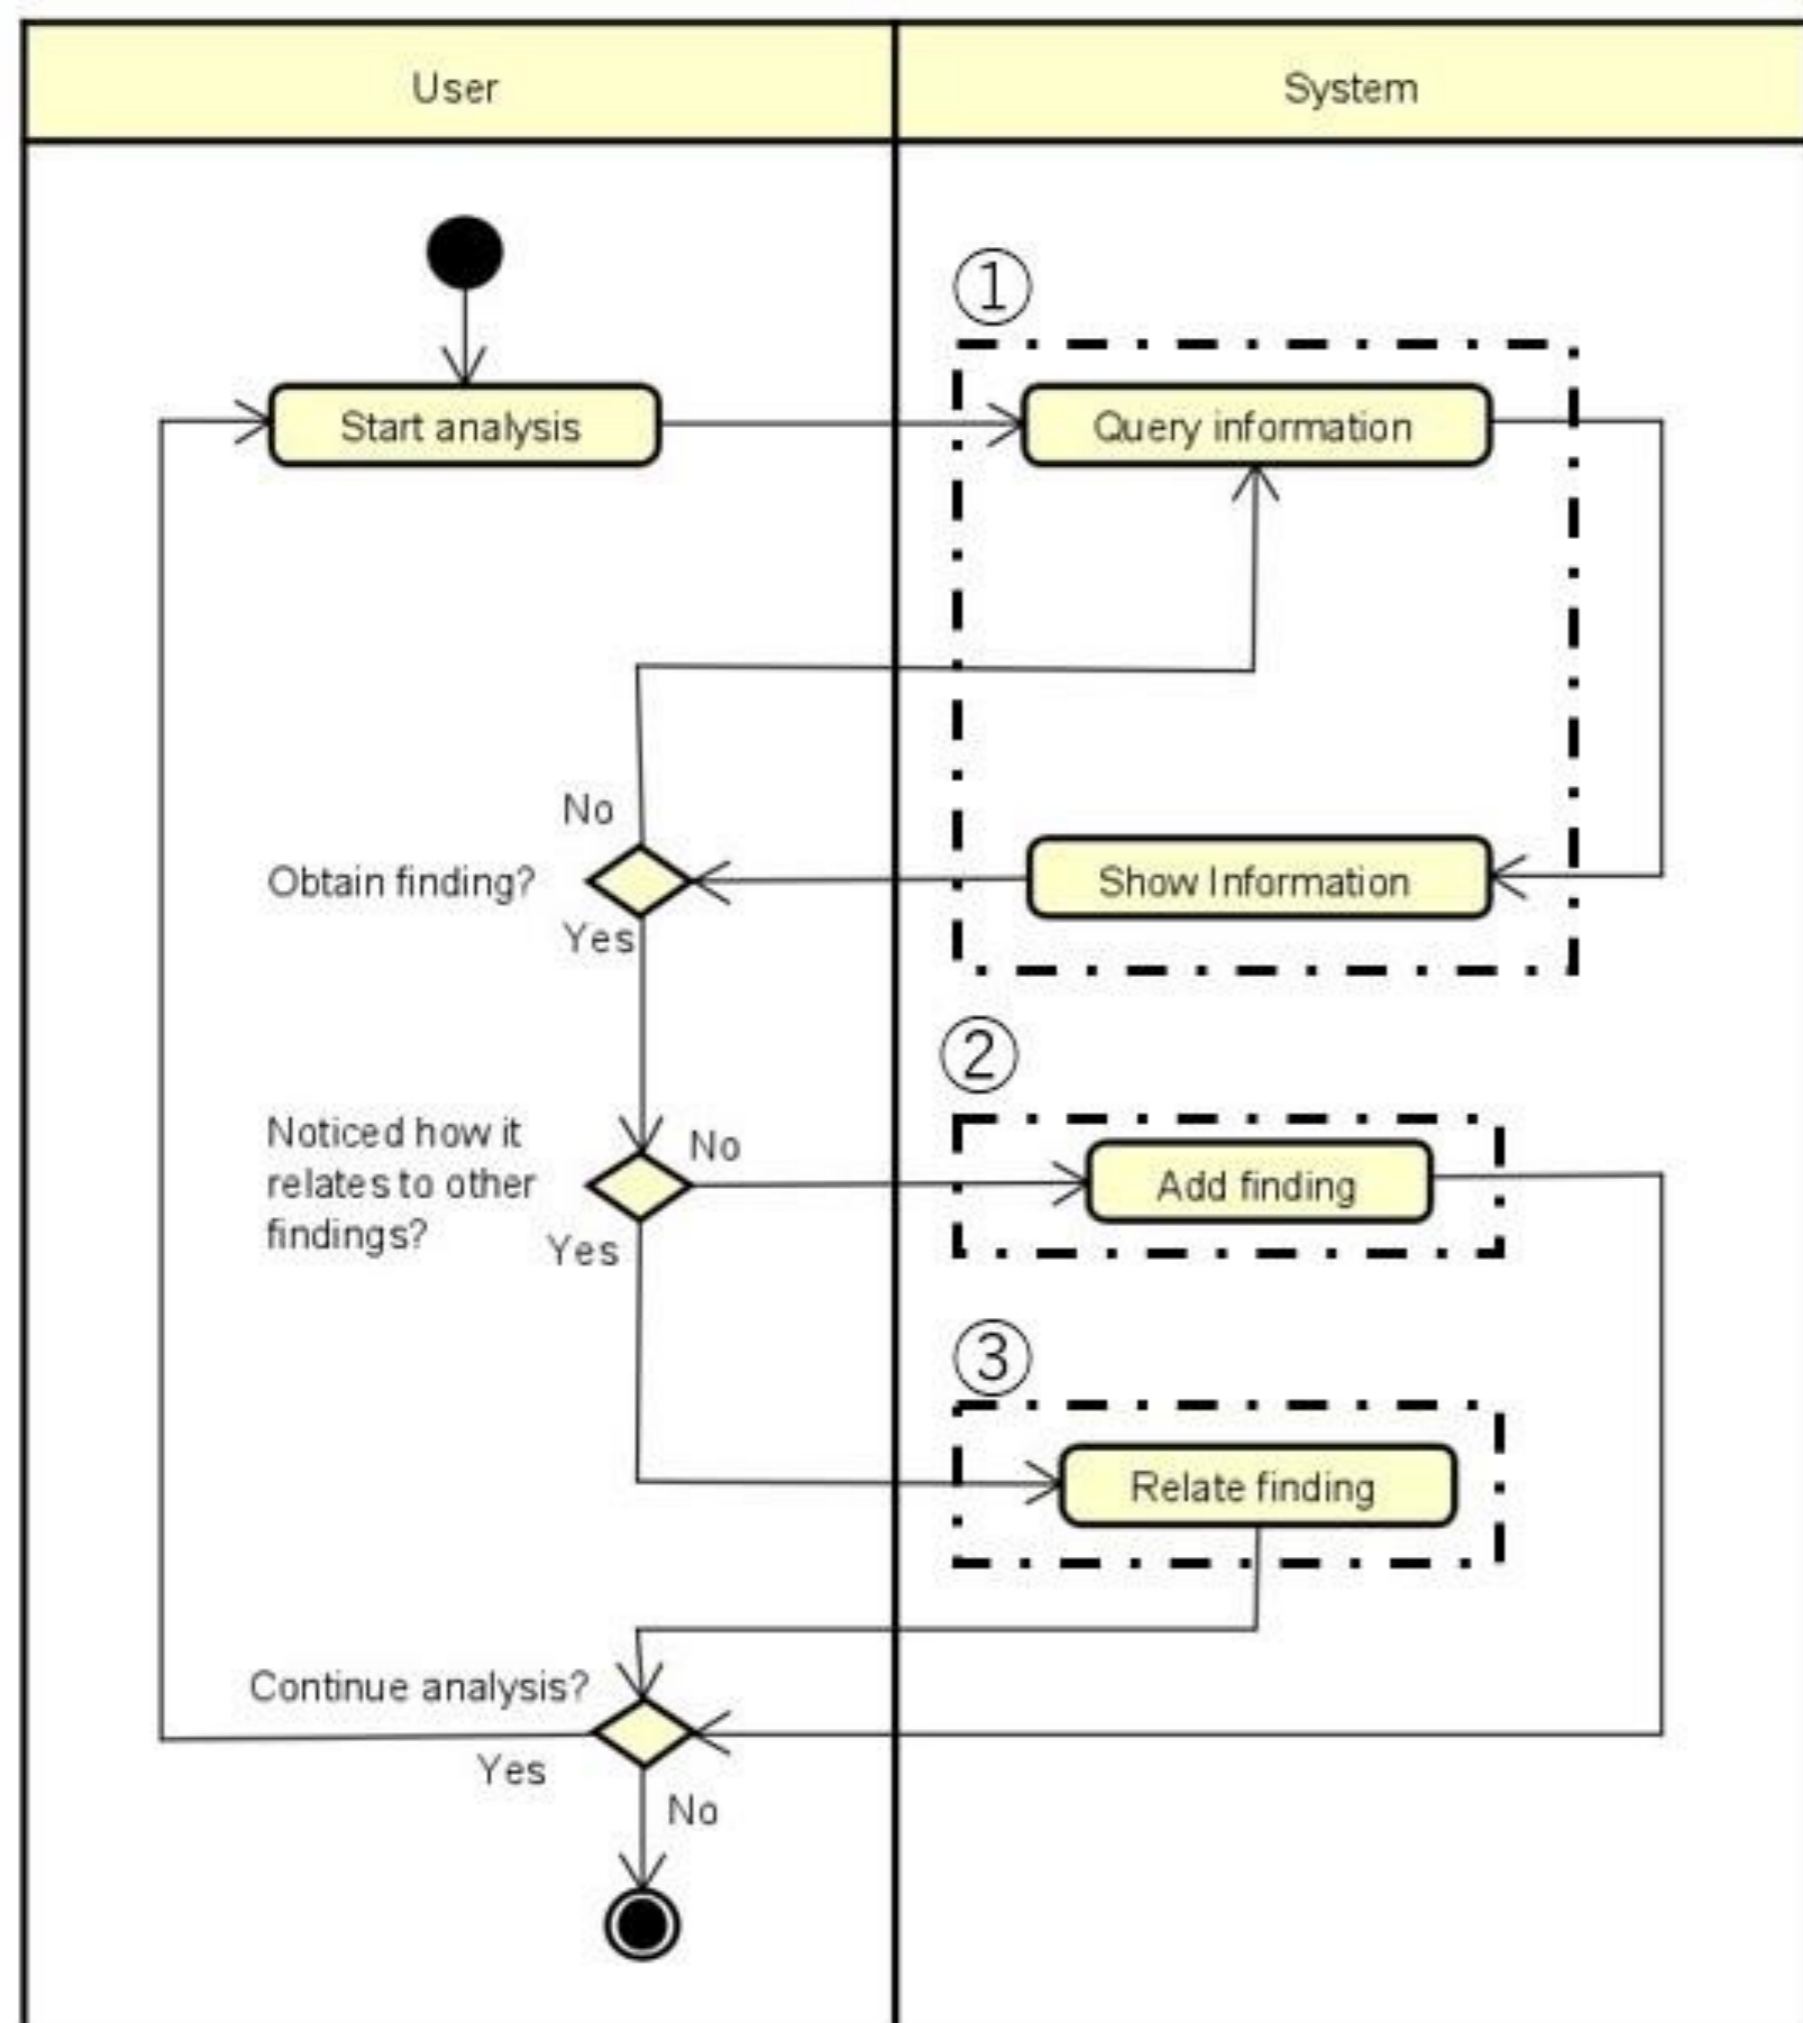 User
System
①
Start analysis
Query information
No
Obtain finding?
Show Information
Yes
②
Noticed how it
relates to other
findings?
No
Add finding
Yes
③
Relate finding
Continue analysis?
Yes
No